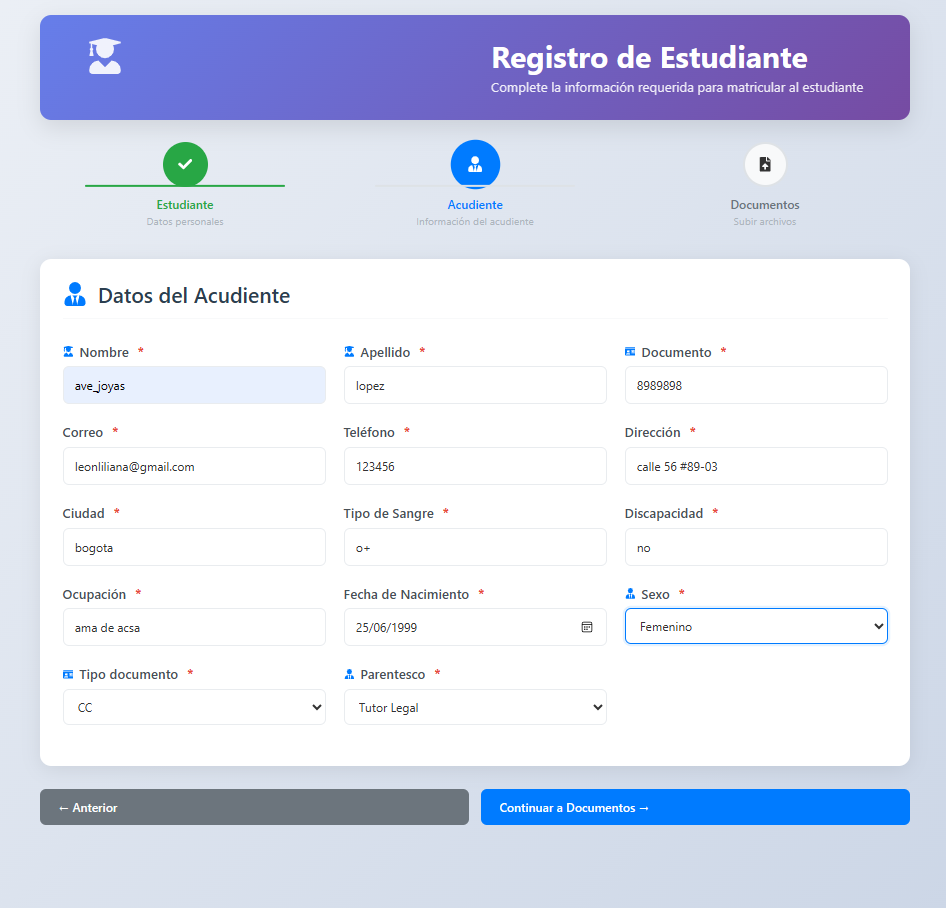 Registro de Estudiante
Complete la información requerida para matricular al estudiante
Estudiante
Datos personales
Acudiente
Información del acudiente
Documentos
Subir archivos
Datos del Acudiente
Nombre *
ave_joyas
Apellido *
lopez
Documento *
8989898
Correo *
leonliliana@gmail.com
Teléfono *
123456
Dirección *
calle 56 #89-03
Ciudad *
bogota
Tipo de Sangre *
o+
Discapacidad *
no
Ocupación *
ama de acsa
Fecha de Nacimiento *
25/06/1999
Sexo *
Femenino
Tipo documento *
CC
Parentesco *
Tutor Legal
← Anterior
Continuar a Documentos →